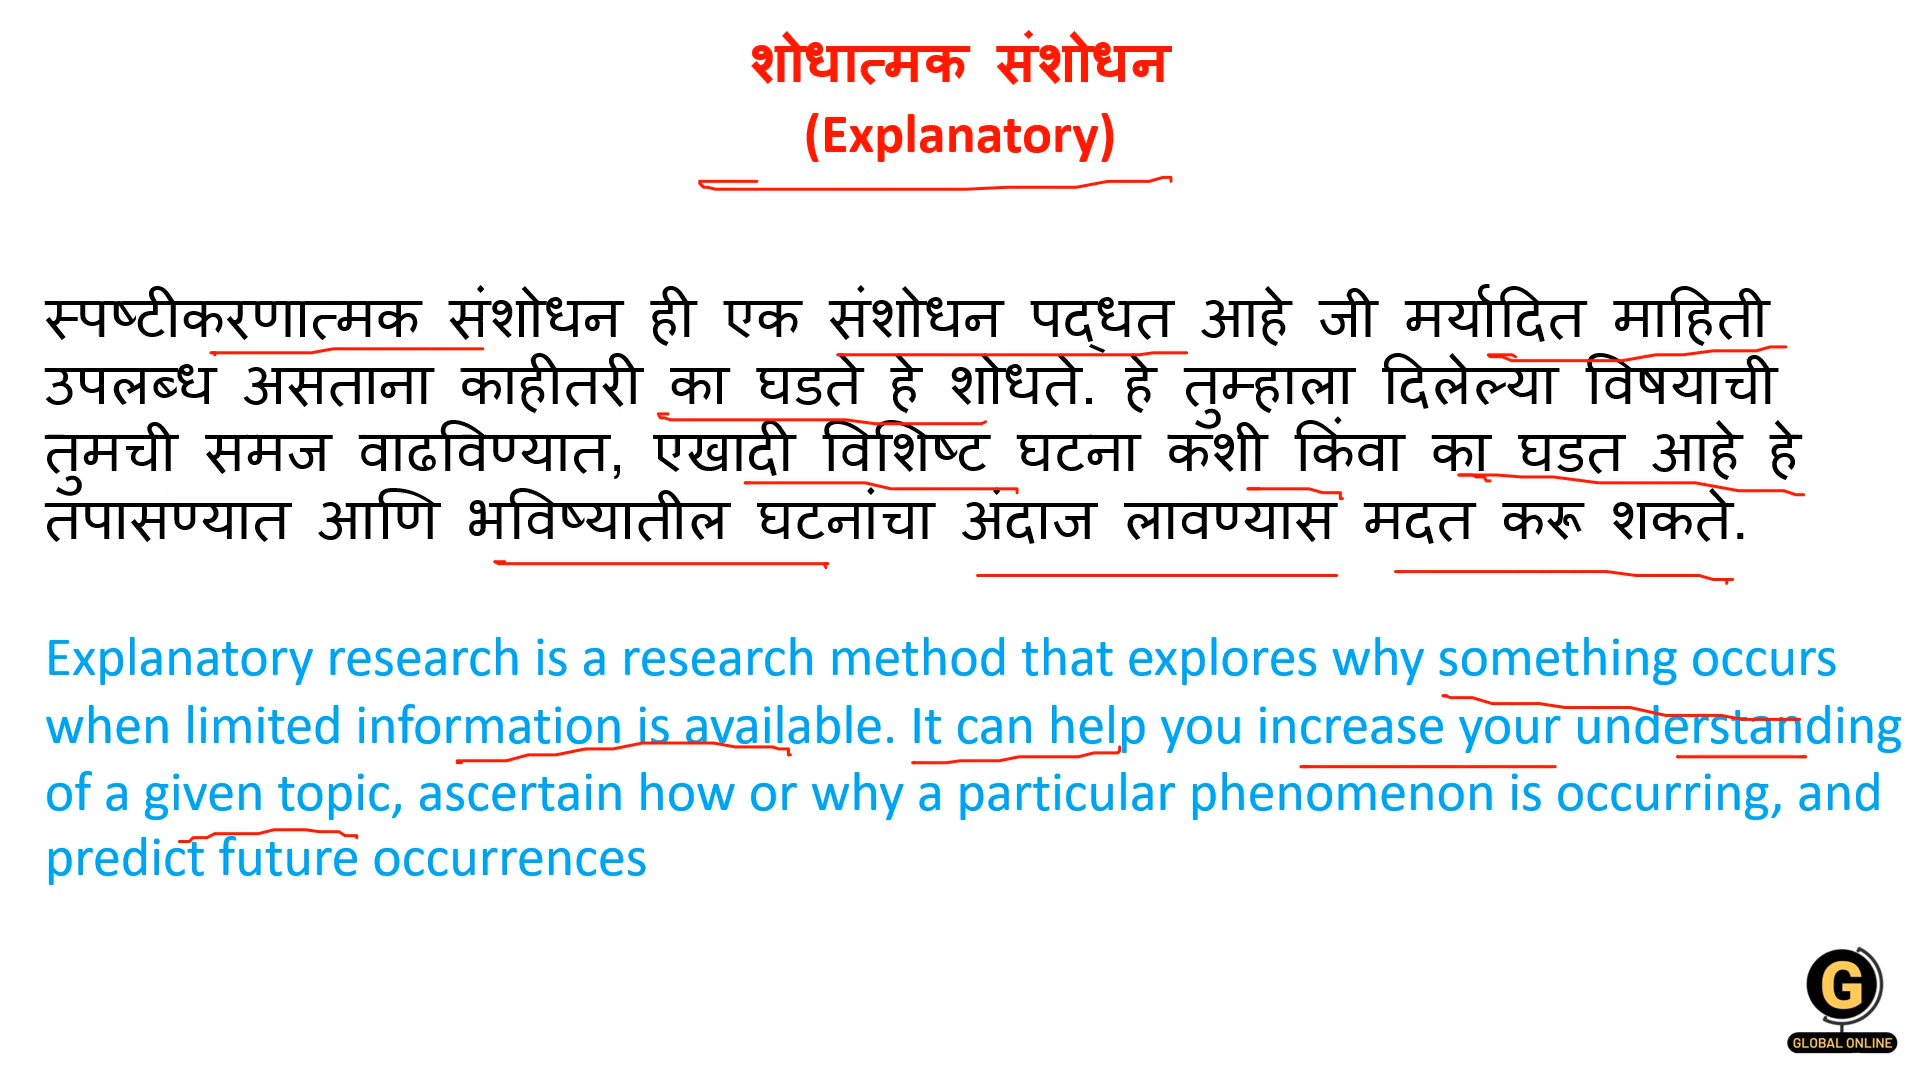 शोधात्मक संशोधन
(Explanatory)
स्पष्टीकरणात्मक संशोधन ही एक संशोधन पद्धत आहे जी मर्यादित माहिती
उपलब्ध असताना काहीतरी का घडते हे शोधते. हे तुम्हाला दिलेल्या विषयाची
तुमची समज वाढविण्यात, एखादी विशिष्ट घटना कशी किंवा का घडत आहे हे
तपासण्यात आणि भविष्यातील घटनांचा अंदाज लावण्यास मदत करू शकते.
Explanatory research is a research method that explores why something occurs
when limited information is available. It can help you increase your understanding
of a given topic, ascertain how or why a particular phenomenon is occurring, and
predict future occurrences
G
GLOBAL ONLINE